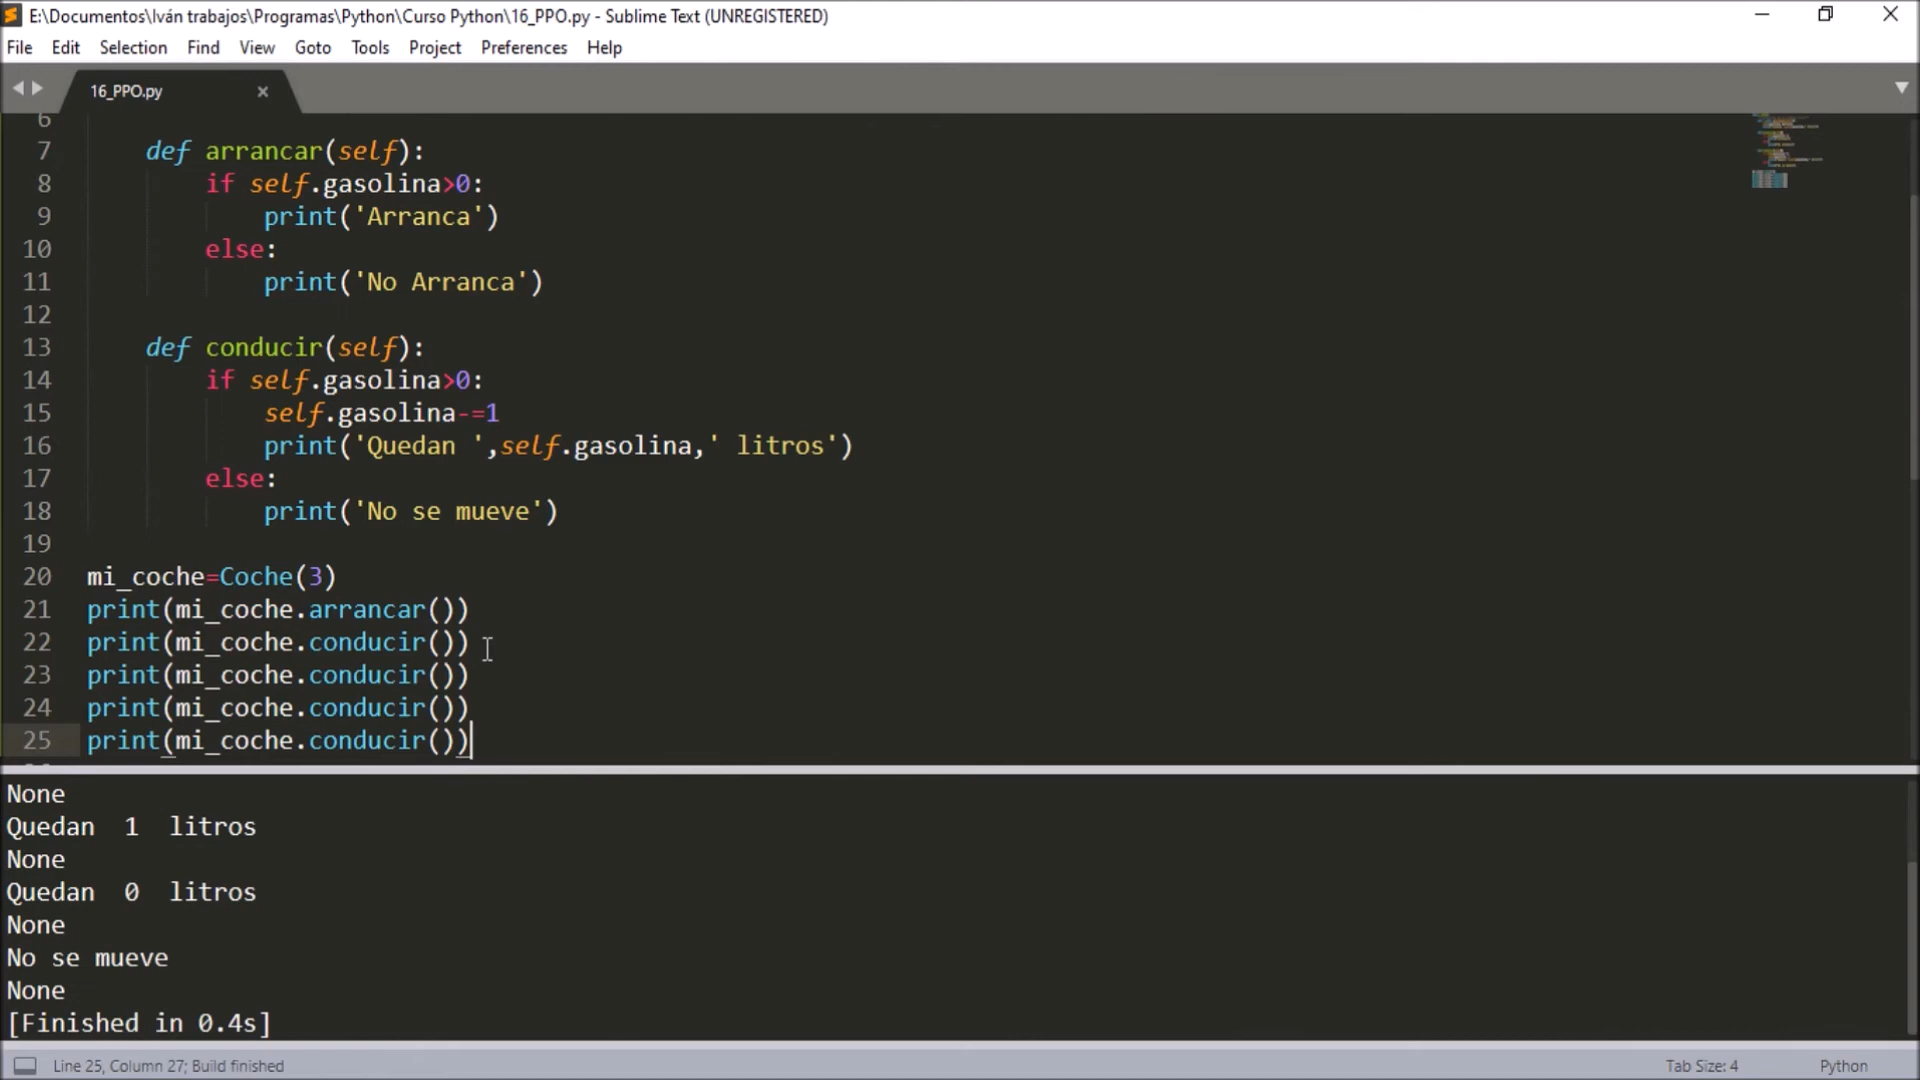 E:\Documentos\Iván trabajos\Programas\Python\Curso Python\16_PPO.py - Sublime Text (UNREGISTERED)
File Edit Selection Find View Goto Tools Project Preferences Help
16_PPO.py
6
7 def arrancar(self):
8 if self.gasolina>0:
9 print('Arranca')
10 else:
11 print('No Arranca')
12
13 def conducir(self):
14 if self.gasolina>0:
15 self.gasolina-=1
16 print('Quedan ',self.gasolina,' litros')
17 else:
18 print('No se mueve')
19
20 mi_coche=Coche(3)
21 print(mi_coche.arrancar())
22 print(mi_coche.conducir())
23 print(mi_coche.conducir())
24 print(mi_coche.conducir())
25 print(mi_coche.conducir())
None
Quedan  1  litros
None
Quedan  0  litros
None
No se mueve
None
[Finished in 0.4s]
Line 25, Column 27; Build finished Tab Size: 4 Python